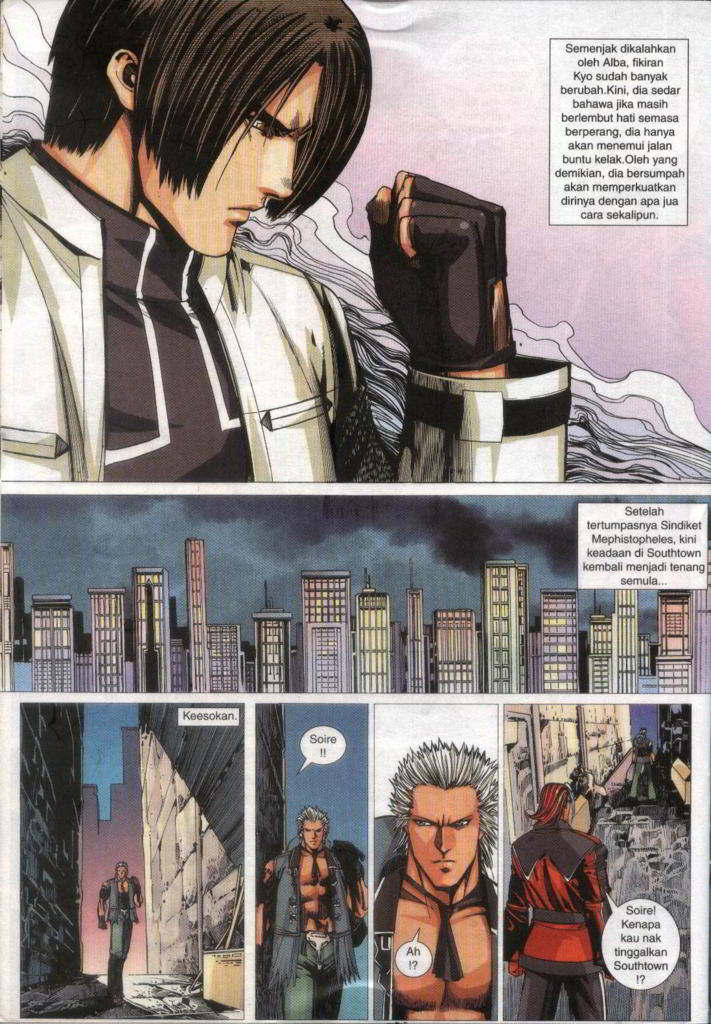 Semenjak dikalahkan
oleh Alba, fikiran
Kyo sudah banyak
berubah.Kini, dia sedar
bahawa jika masih
berlembut hati semasa
berperang, dia hanya
akan menemui jalan
buntu kelak.Oleh yang
demikian, dia bersumpah
akan memperkuatkan
dirinya dengan apa jua
cara sekalipun.
Setelah
tertumpasnya Sindiket
Mephistopheles, kini
keadaan di Southtown
kembali menjadi tenang
semula...
Keesokan.
Soire
!!
Ah
!?
Soire!
Kenapa
kau nak
tinggalkan
Southtown
!?